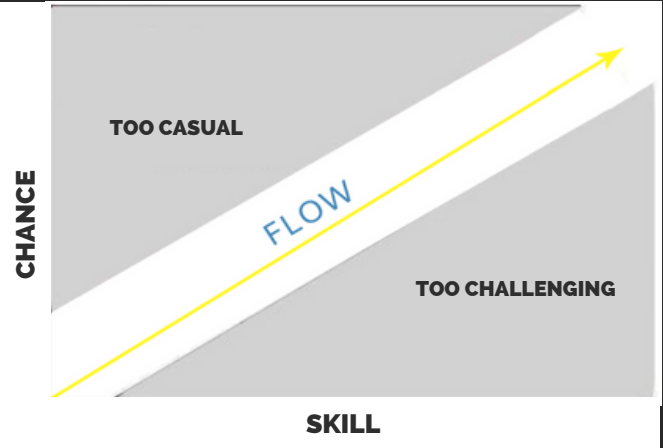 TOO CASUAL
CHANCE
FLOW
TOO CHALLENGING
SKILL